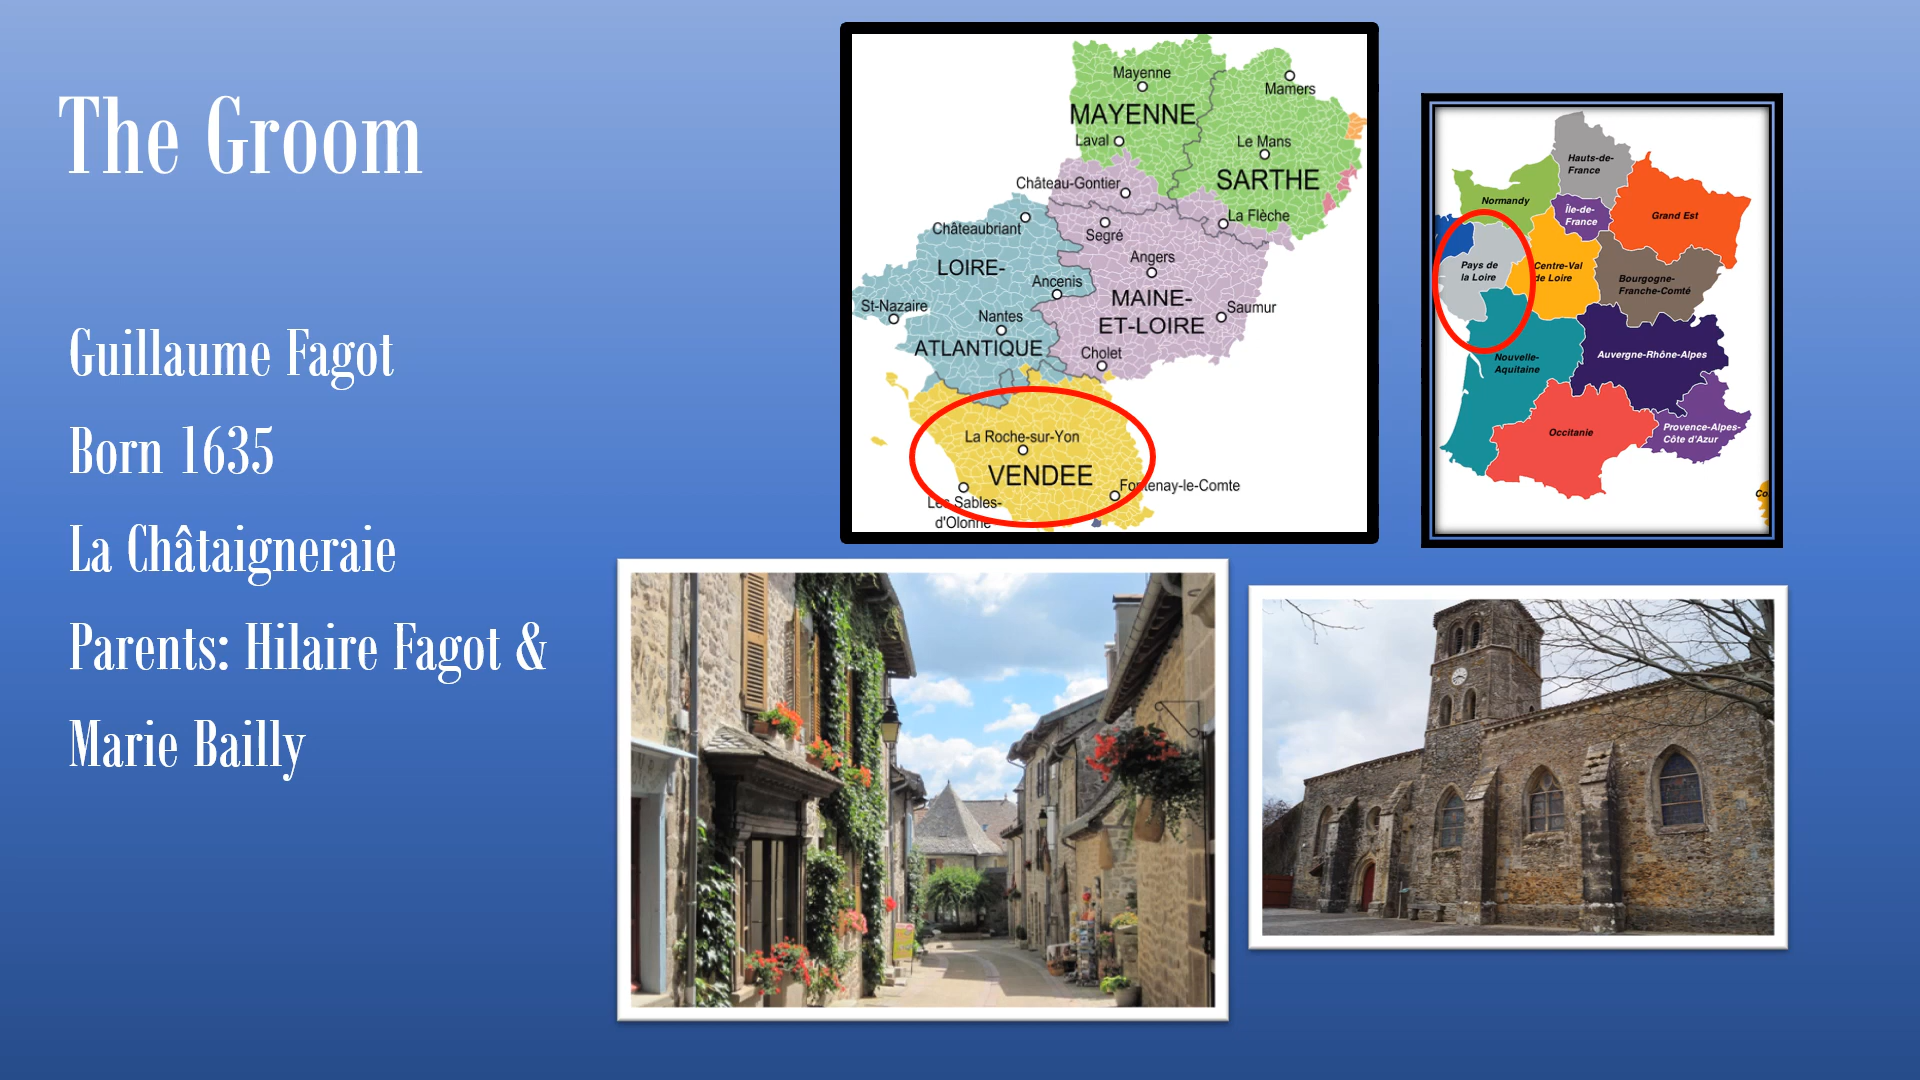 The Groom
Guillaume Fagot
Born 1635
La Châtaigneraie
Parents: Hilaire Fagot &
Marie Bailly
Mayenne
Mamers
MAYENNE
Laval
Le Mans
SARTHE
Château-Gontier
La Flèche
Châteaubriant
Segré
LOIRE-
Angers
Ancenis
MAINE-
ET-LOIRE
St-Nazaire
Saumur
Nantes
ATLANTIQUE
Cholet
La Roche-sur-Yon
VENDEE
Fontenay-le-Comte
Les Sables-
d'Olonne
Hauts-de-
France
Normandy
Île-de-
France
Grand Est
Pays de
la Loire
Centre-Val
de Loire
Bourgogne-
Franche-Comté
Nouvelle-
Aquitaine
Auvergne-Rhône-Alpes
Occitanie
Provence-Alpes-
Côte d'Azur
Co